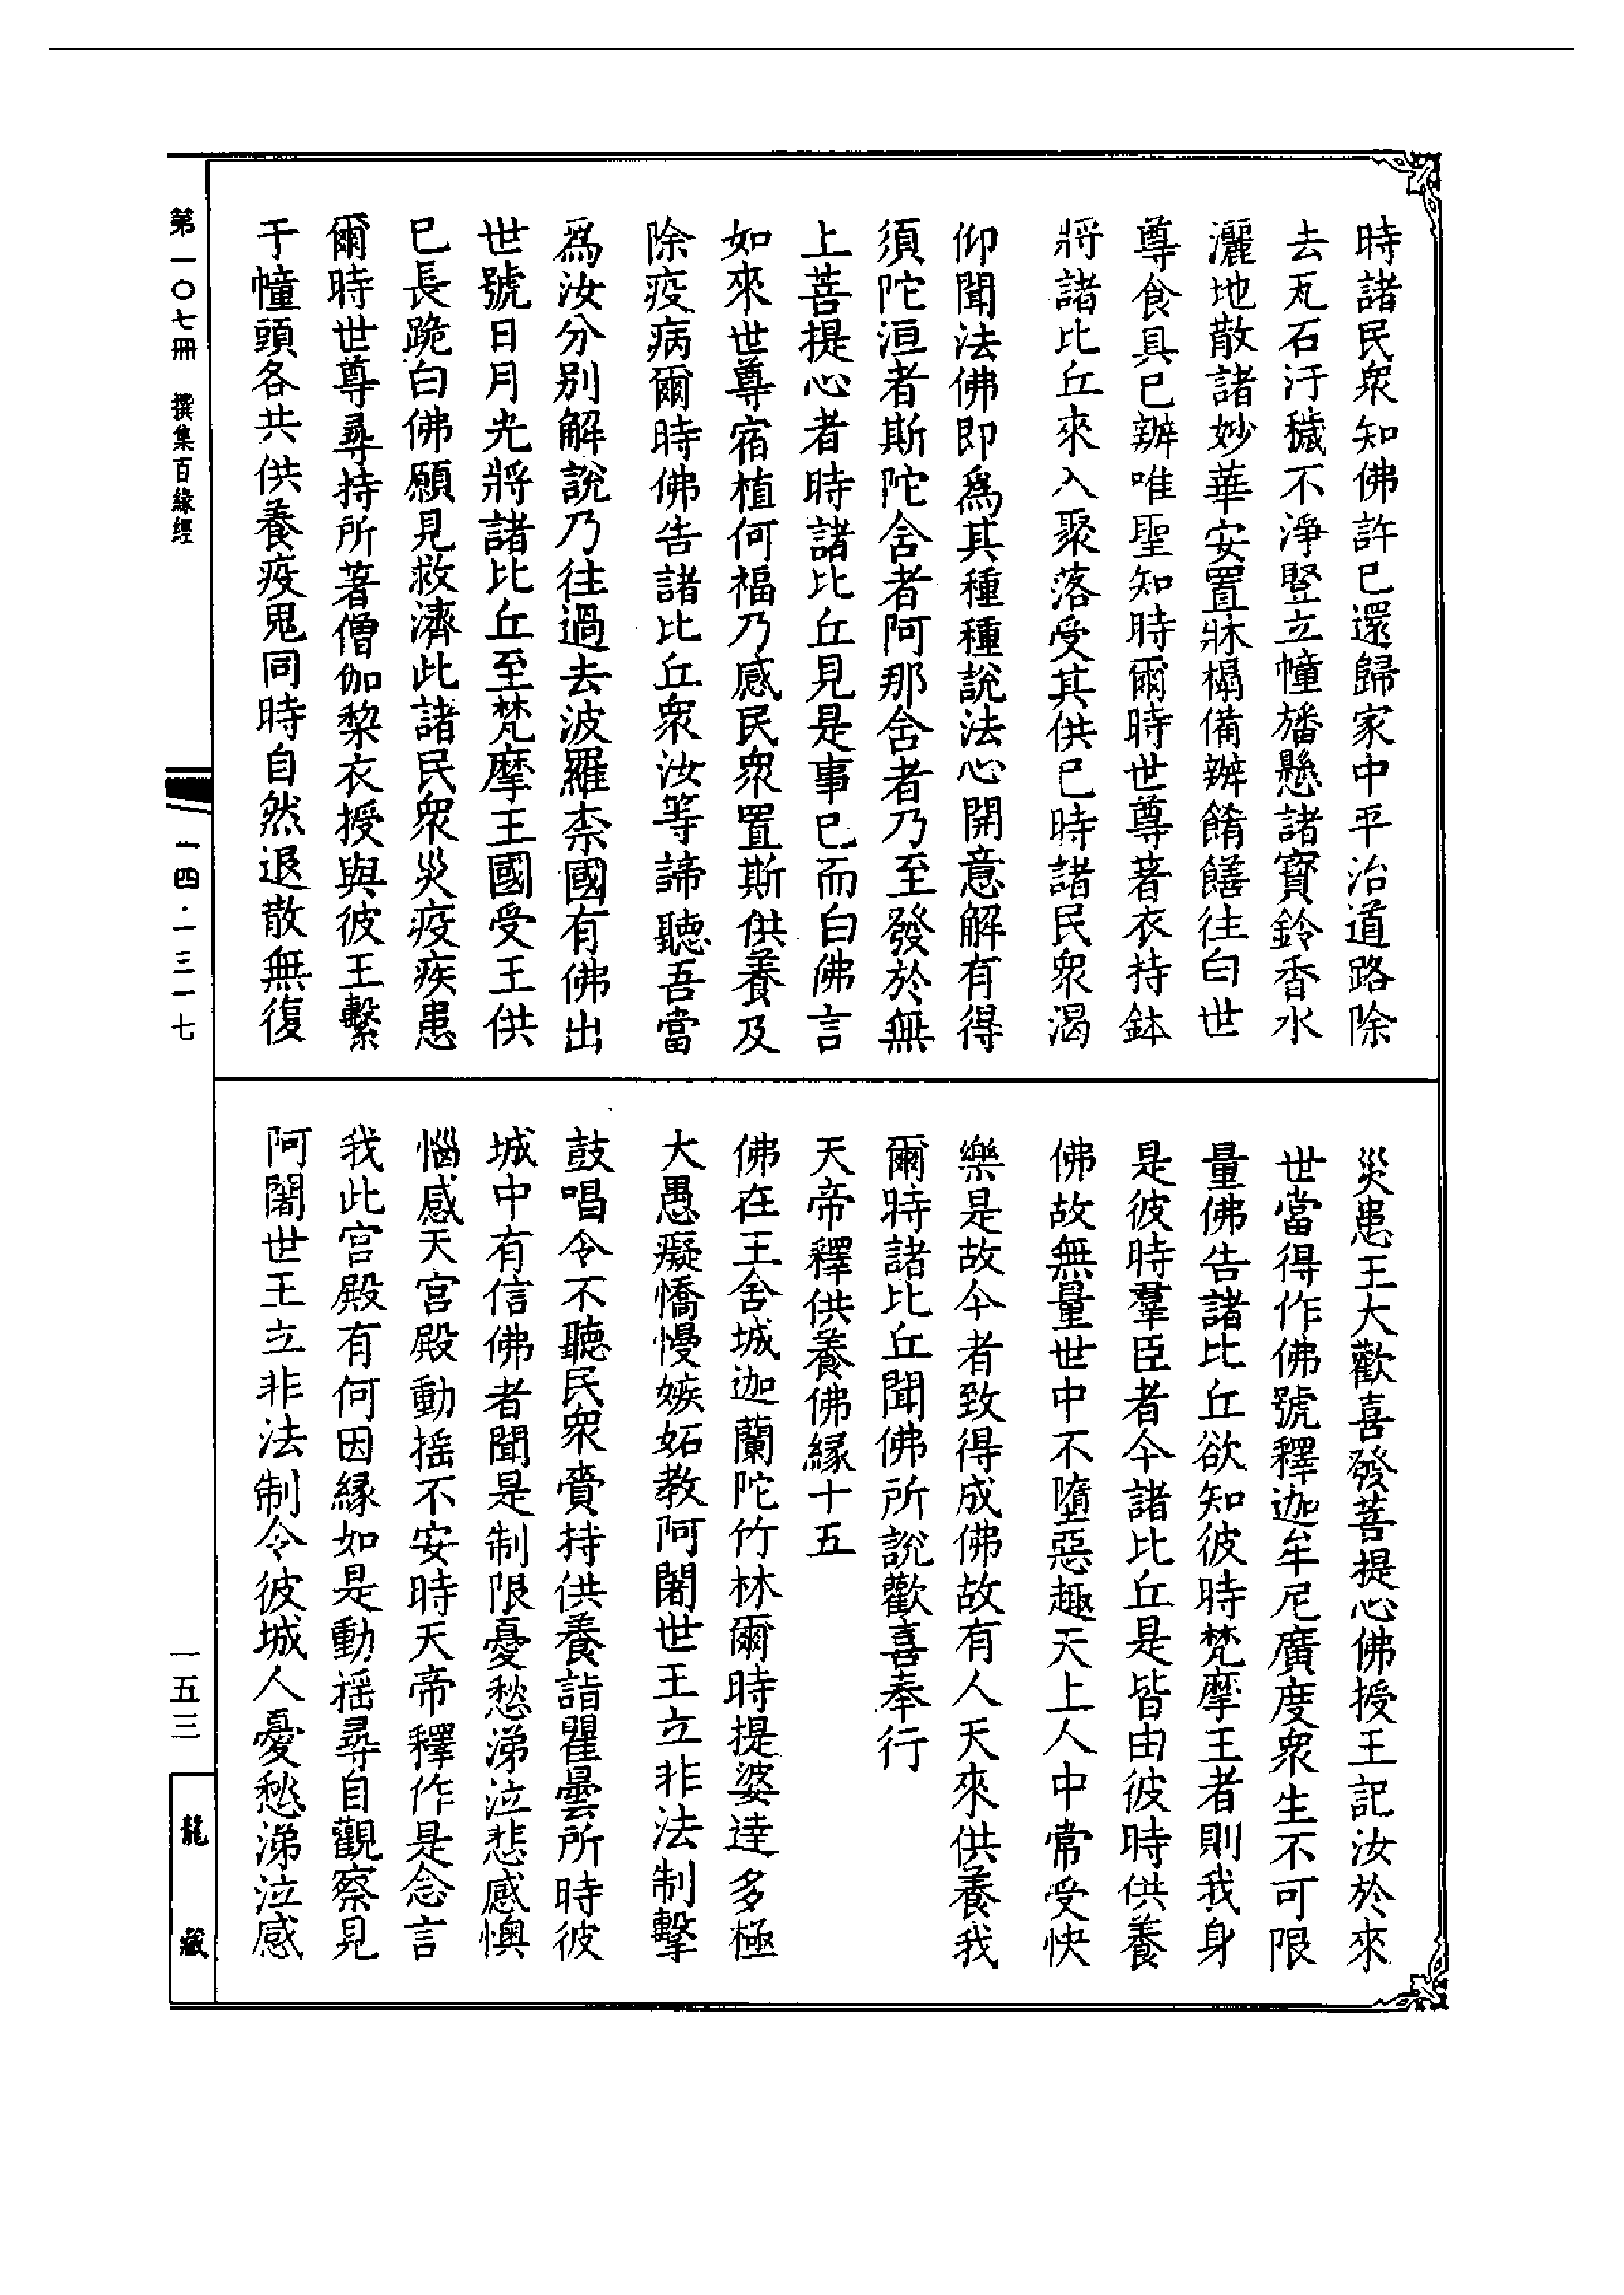 時諸民衆知佛許已還歸家中平治道路除
去瓦石汙穢不淨竪立幢旛懸諸寶鈴香水
灑地散諸妙華安置牀榻備辦餚饍往白世
尊食具已辦唯聖知時爾時世尊著衣持鉢
將諸比丘來入聚落受其供已時諸民衆渴
仰聞法佛即爲其種種說法心開意解有得
須陀洹者斯陀含者阿那含者乃至發於無
上菩提心者時諸比丘見是事已而白佛言
如來世尊宿植何福乃感民衆置斯供養及
除疫病爾時佛告諸比丘衆汝等諦聽吾當
爲汝分别解說乃往過去波羅柰國有佛出
世號日月光將諸比丘至梵摩王國受王供
已長跪白佛願見救濟此諸民衆災疫疾患
爾時世尊尋持所著僧伽棃衣授與彼王繫
于幢頭各共供養疫鬼同時自然退散無復
災患王大歡喜發菩提心佛授王記汝於來
世當得作佛號釋迦牟尼廣度衆生不可限
量佛告諸比丘欲知彼時梵摩王者則我身
是彼時羣臣者今諸比丘是皆由彼時供養
佛故無量世中不墮惡趣天上人中常受快
樂是故今者致得成佛故有人天來供養我
爾時諸比丘聞佛所說歡喜奉行
天帝釋供養佛緣十五
佛在王舍城迦蘭陀竹林爾時提婆達多極
大愚癡憍慢嫉妬教阿闍世王立非法制擊
鼓唱令不聽民衆賷持供養詣瞿曇所時彼
城中有信佛者聞是制限憂愁涕泣悲感懊
惱感天宮殿動摇不安時天帝釋作是念言
我此宮殿有何因緣如是動摇尋自觀察見
阿闍世王立非法制令彼城人憂愁涕泣感
第一〇七冊　撰集百緣經
一四·一三一七
一五三
龍藏